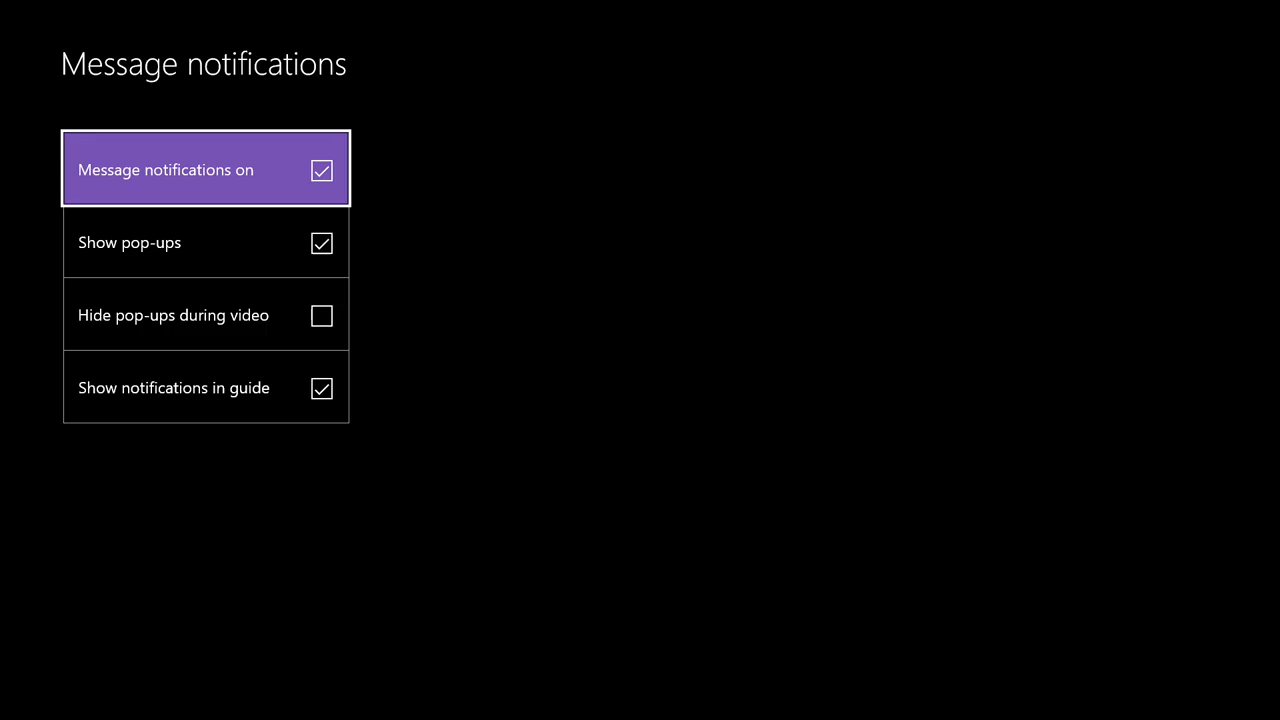 Message notifications
Message notifications on
Show pop-ups
Hide pop-ups during video
Show notifications in guide